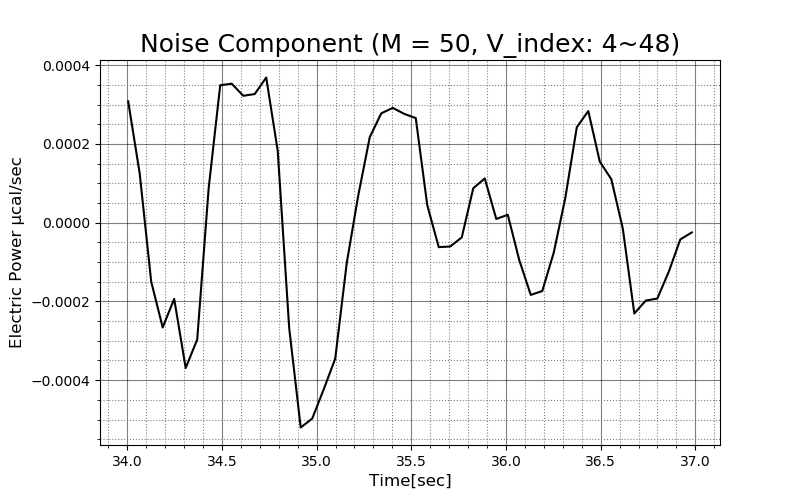 Noise Component (M = 50, V_index: 4~48)
Electric Power μcal/sec
0.0004
0.0002
0.0000
−0.0002
−0.0004
34.0 34.5 35.0 35.5 36.0 36.5 37.0
Time[sec]